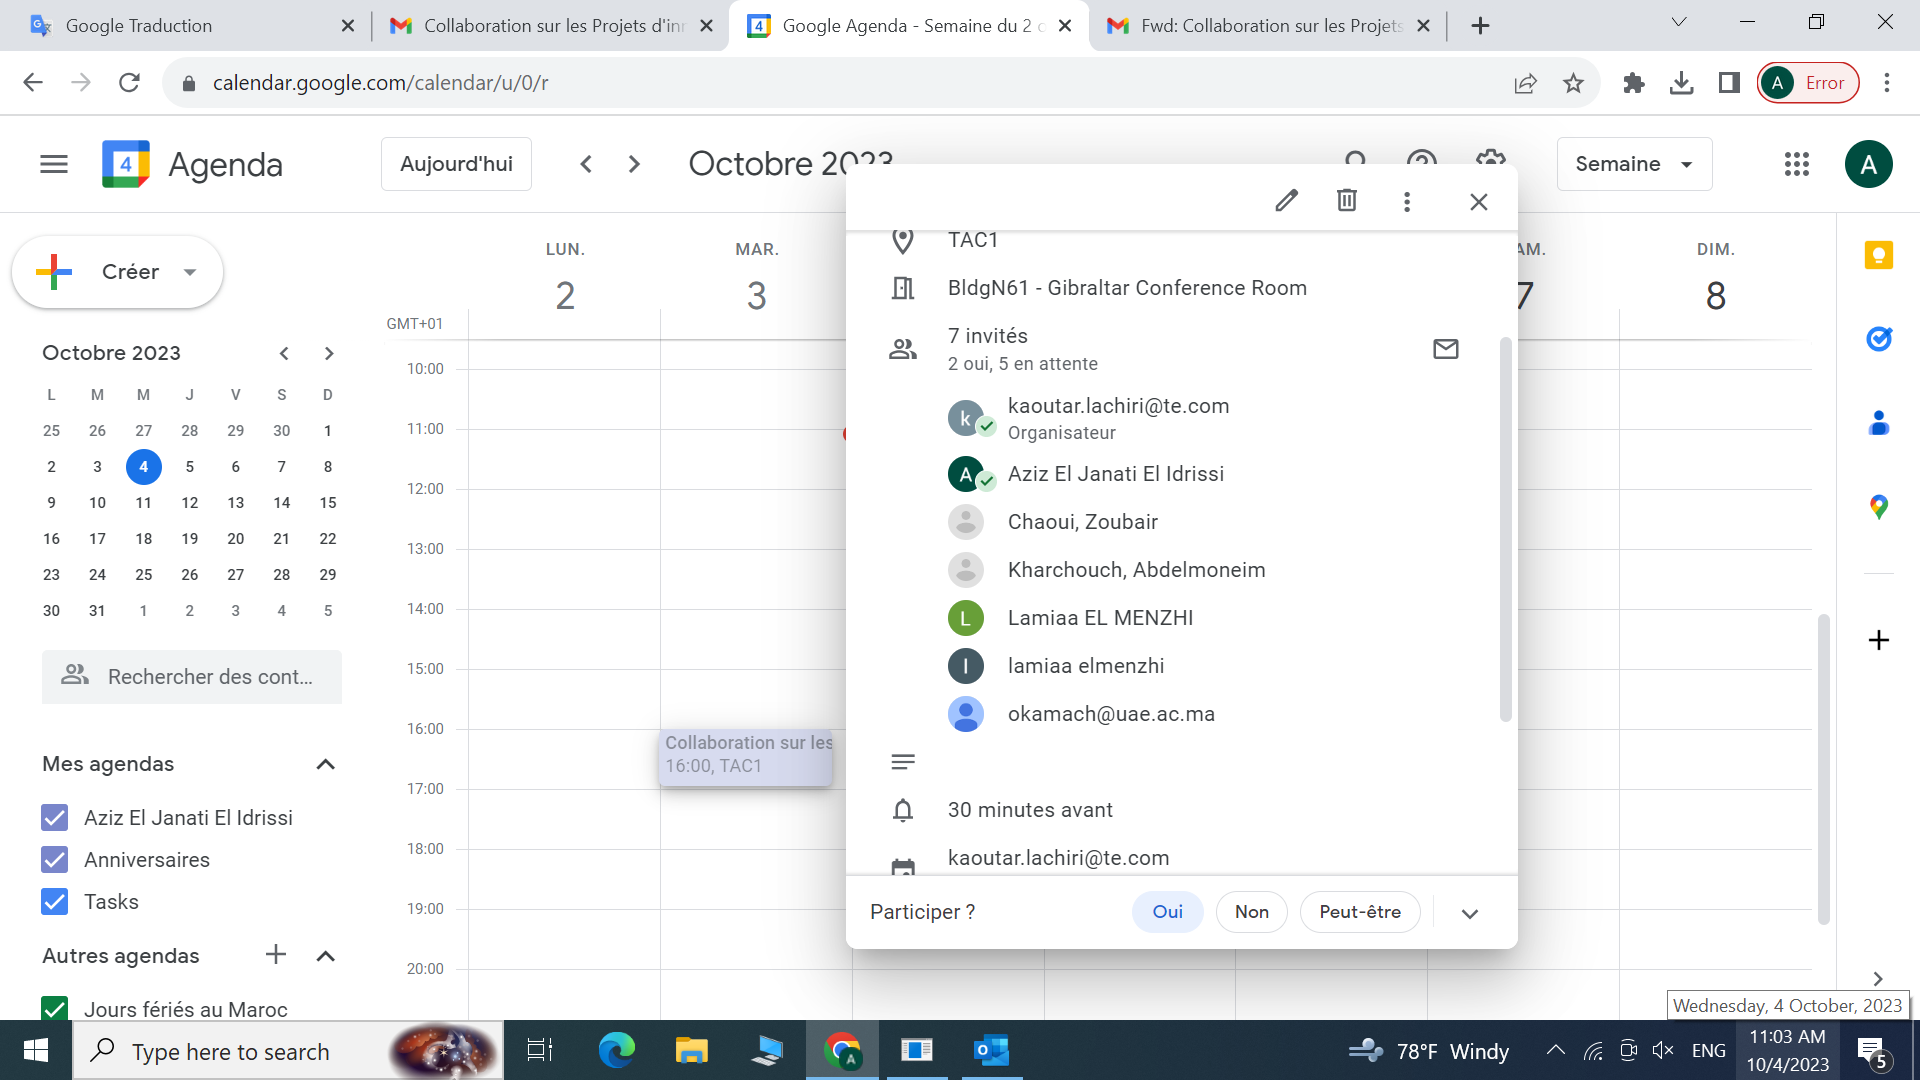 Google Traduction
Collaboration sur les Projets d'inn
Google Agenda - Semaine du 2 o
Fwd: Collaboration sur les Projets
calendar.google.com/calendar/u/0/r
A Error
4 Agenda
Aujourd'hui
Octobre 2023
Semaine
A
Créer
Octobre 2023
L M M J V S D
25 26 27 28 29 30 1
2 3 4 5 6 7 8
9 10 11 12 13 14 15
16 17 18 19 20 21 22
23 24 25 26 27 28 29
30 31 1 2 3 4 5
Rechercher des cont...
Mes agendas
Aziz El Janati El Idrissi
Anniversaires
Tasks
Autres agendas
Jours fériés au Maroc
GMT+01
LUN.
2
MAR.
3
AM.
7
DIM.
8
10:00
11:00
12:00
13:00
14:00
15:00
16:00
17:00
18:00
19:00
20:00
Collaboration sur les
16:00, TAC1
TAC1
BldgN61 - Gibraltar Conference Room
7 invités
2 oui, 5 en attente
k kaoutar.lachiri@te.com
Organisateur
A Aziz El Janati El Idrissi
Chaoui, Zoubair
Kharchouch, Abdelmoneim
L Lamiaa EL MENZHI
l lamiaa elmenzhi
okamach@uae.ac.ma
30 minutes avant
kaoutar.lachiri@te.com
Participer ?
Oui
Non
Peut-être
Wednesday, 4 October, 2023
Type here to search
A
78°F Windy
ENG
11:03 AM
10/4/2023
5